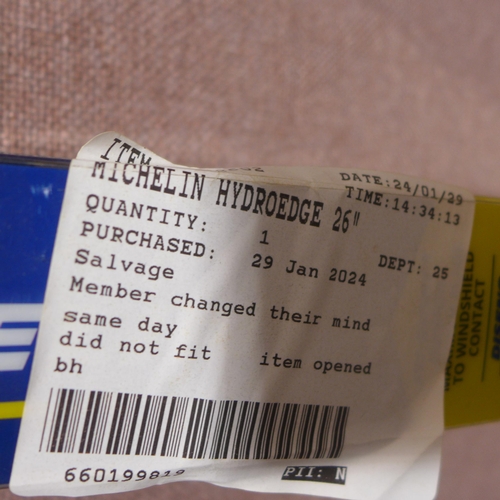 ITEM
DATE:24/01/29
TIME:14:34:13
MICHELIN HYDROEDGE 26"
QUANTITY: 1
DEPT: 25
PURCHASED: 29 Jan 2024
Salvage
Member changed their mind
same day
did not fit item opened
bh
660199819
PII: N
TO WINDSHIELD
CONTACT